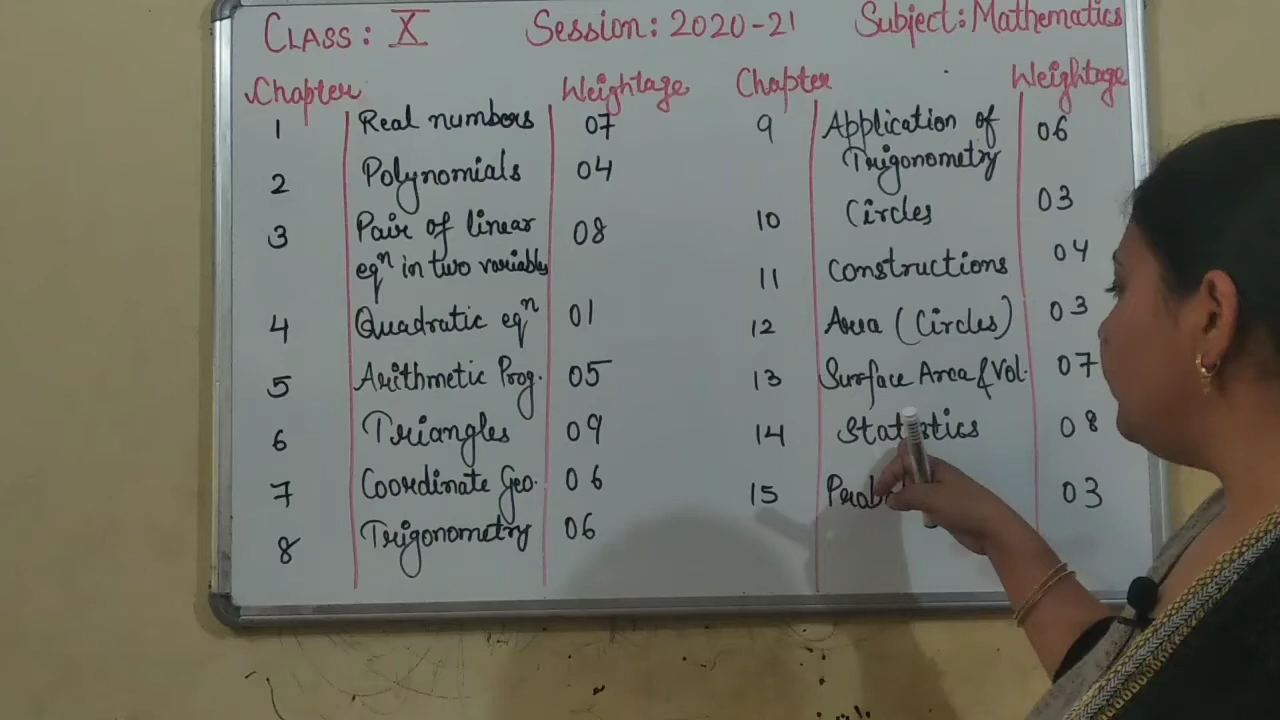 CLASS: X Session: 2020-21 Subject: Mathematics
Chapter Weightage Chapter Weightage
1 Real numbers 07
2 Polynomials 04
3 Pair of linear 08
eqn in two variables
4 Quadratic eqn 01
5 Arithmetic Prog. 05
6 Triangles 09
7 Coordinate Geo. 06
8 Trigonometry 06
9 Application of 06
Trigonometry
10 Circles 03
11 Constructions 04
12 Area (Circles) 03
13 Surface Area & Vol. 07
14 Statistics 08
15 03